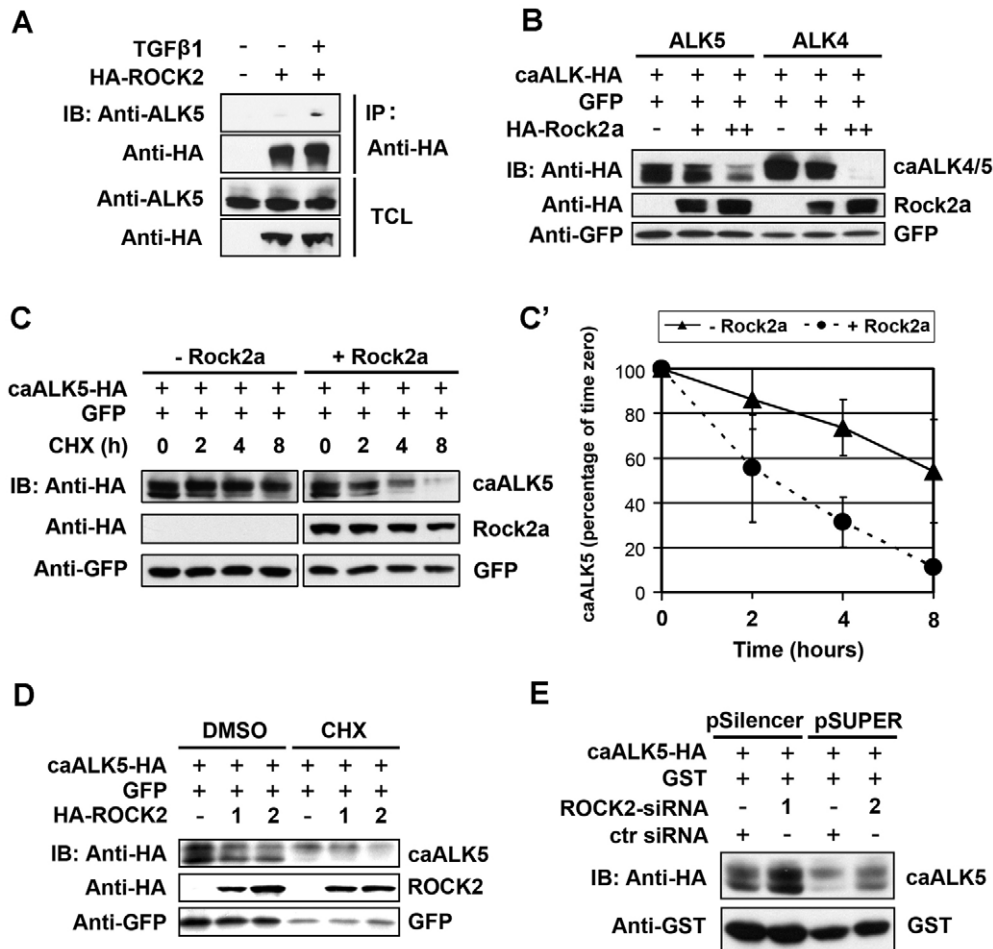 A
TGFβ1 - - +
HA-ROCK2 - + +
IB: Anti-ALK5
Anti-HA
IP:
Anti-HA
Anti-ALK5
Anti-HA
TCL
B
ALK5 ALK4
caALK-HA + + + + + +
GFP + + + + + +
HA-Rock2a - + ++ - + ++
IB: Anti-HA caALK4/5
Anti-HA Rock2a
Anti-GFP GFP
C
- Rock2a + Rock2a
caALK5-HA + + + + + + + +
GFP + + + + + + + +
CHX (h) 0 2 4 8 0 2 4 8
IB: Anti-HA caALK5
Anti-HA Rock2a
Anti-GFP GFP
C'
- Rock2a + Rock2a
caALK5 (percentage of time zero)
100
80
60
40
20
0
0 2 4 8
Time (hours)
D
DMSO CHX
caALK5-HA + + + + + +
GFP + + + + + +
HA-ROCK2 - 1 2 - 1 2
IB: Anti-HA caALK5
Anti-HA ROCK2
Anti-GFP GFP
E
pSilencer pSUPER
caALK5-HA + + + +
GST + + + +
ROCK2-siRNA - 1 - 2
ctr siRNA + - + -
IB: Anti-HA caALK5
Anti-GST GST